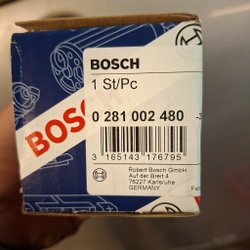 BOSCH
1 St/Pc
BOSC
0 281 002 480
3 165143 176795
Robert Bosch GmbH
Auf der Breit 4
76227 Karlsruhe
GERMANY